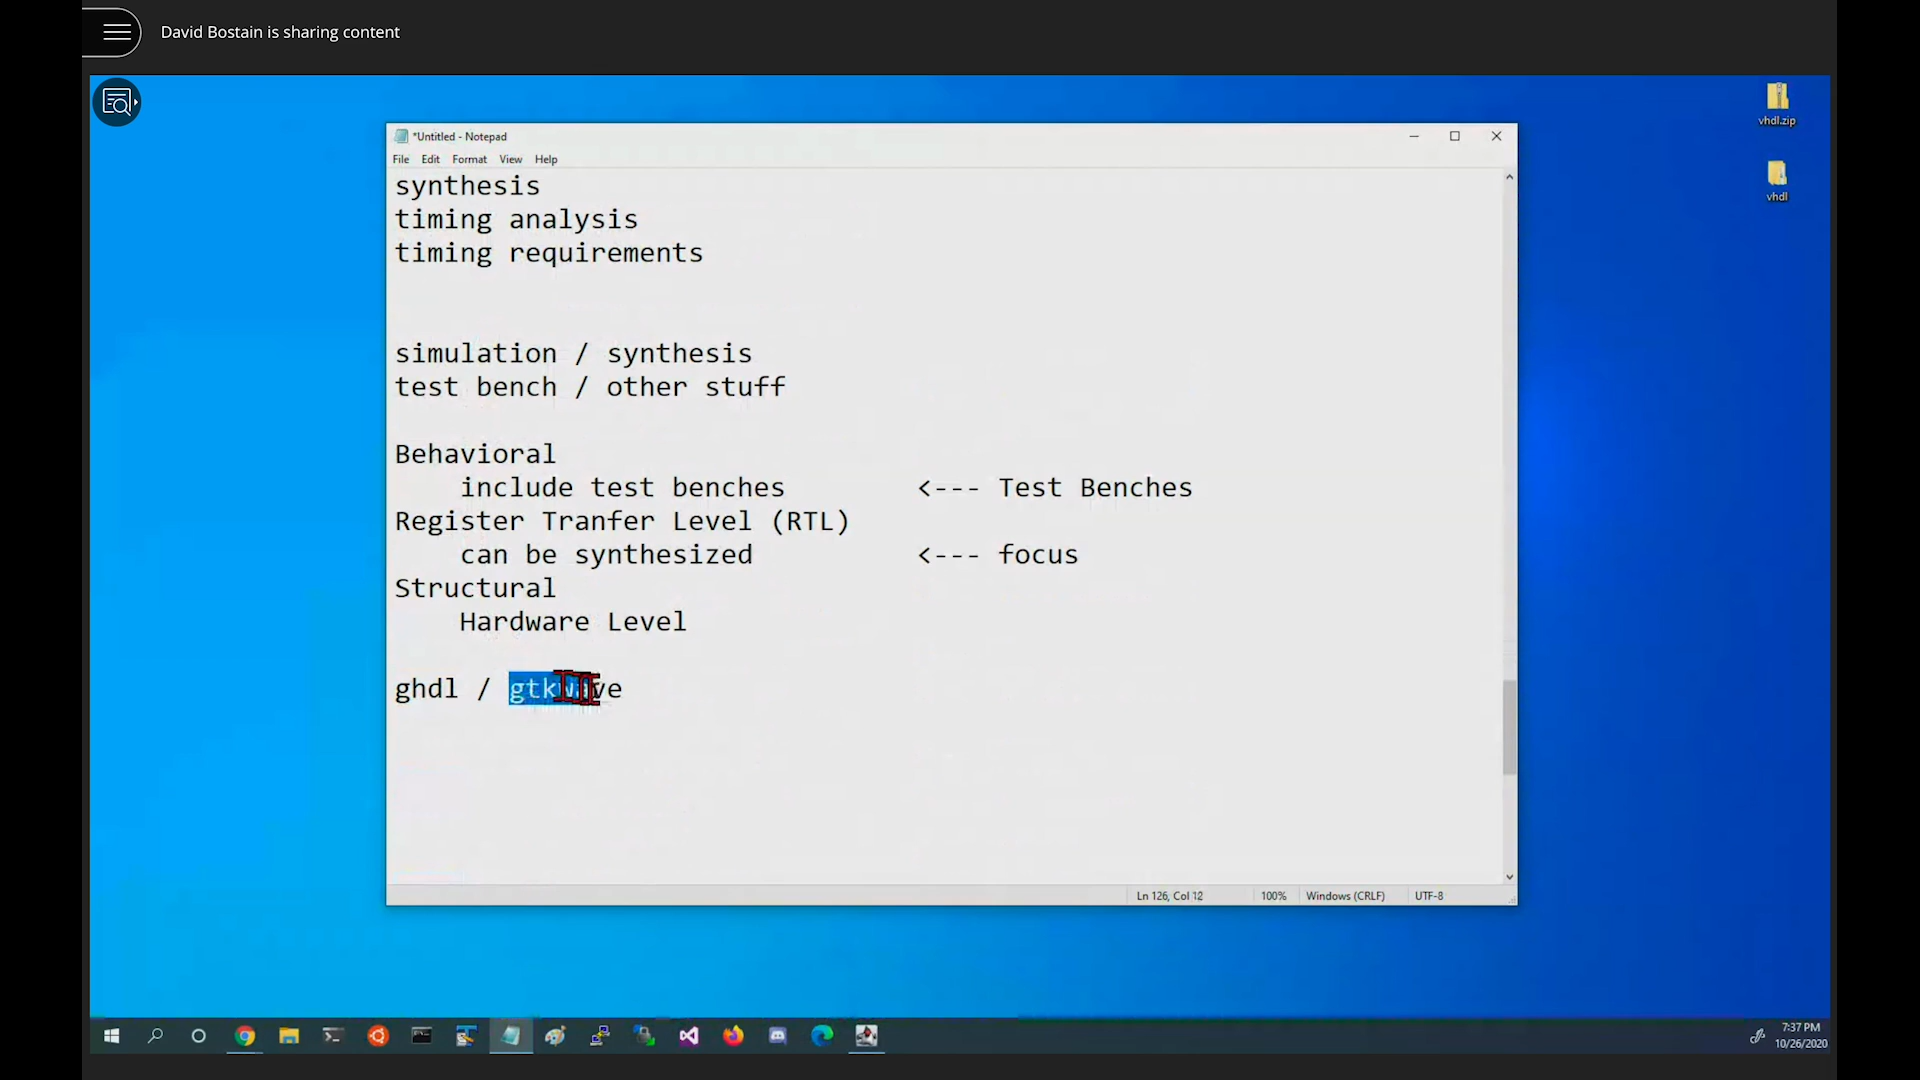 David Bostain is sharing content
vhdl.zip
vhdl
*Untitled - Notepad
File Edit Format View Help
synthesis
timing analysis
timing requirements
simulation / synthesis
test bench / other stuff
Behavioral
include test benches <--- Test Benches
Register Tranfer Level (RTL)
can be synthesized <--- focus
Structural
Hardware Level
ghdl / gtkwave
Ln 126, Col 12 100% Windows (CRLF) UTF-8
7:37 PM
10/26/2020